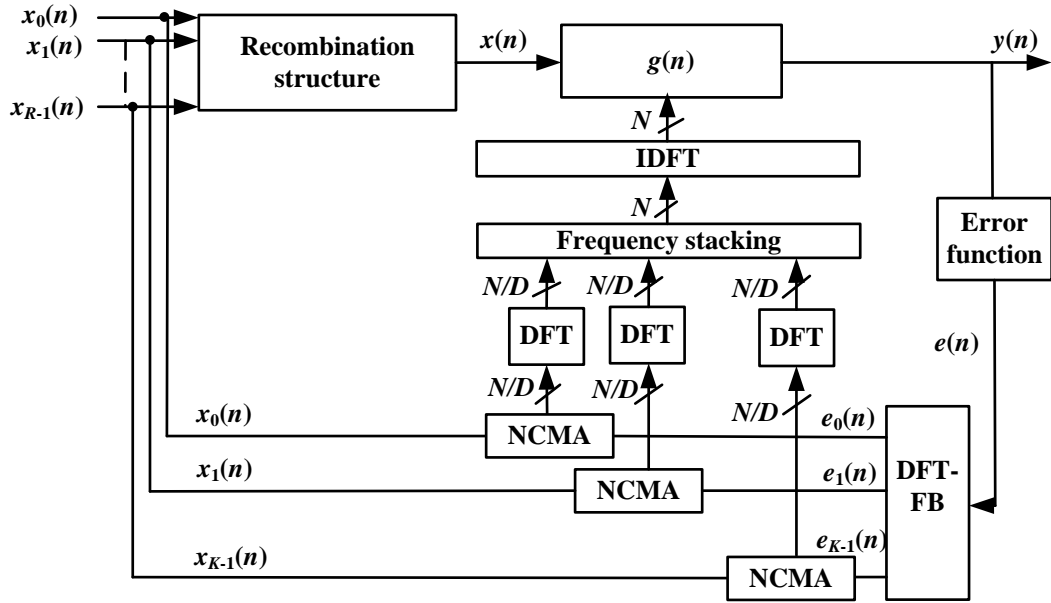 x0(n)
x1(n)
xR-1(n)
Recombination
structure
x(n)
g(n)
y(n)
N
IDFT
N
Frequency stacking
Error
function
N/D
N/D
N/D
DFT
DFT
DFT
e(n)
N/D
N/D
N/D
x0(n)
NCMA
e0(n)
x1(n)
NCMA
e1(n)
DFT-
FB
xK-1(n)
NCMA
eK-1(n)